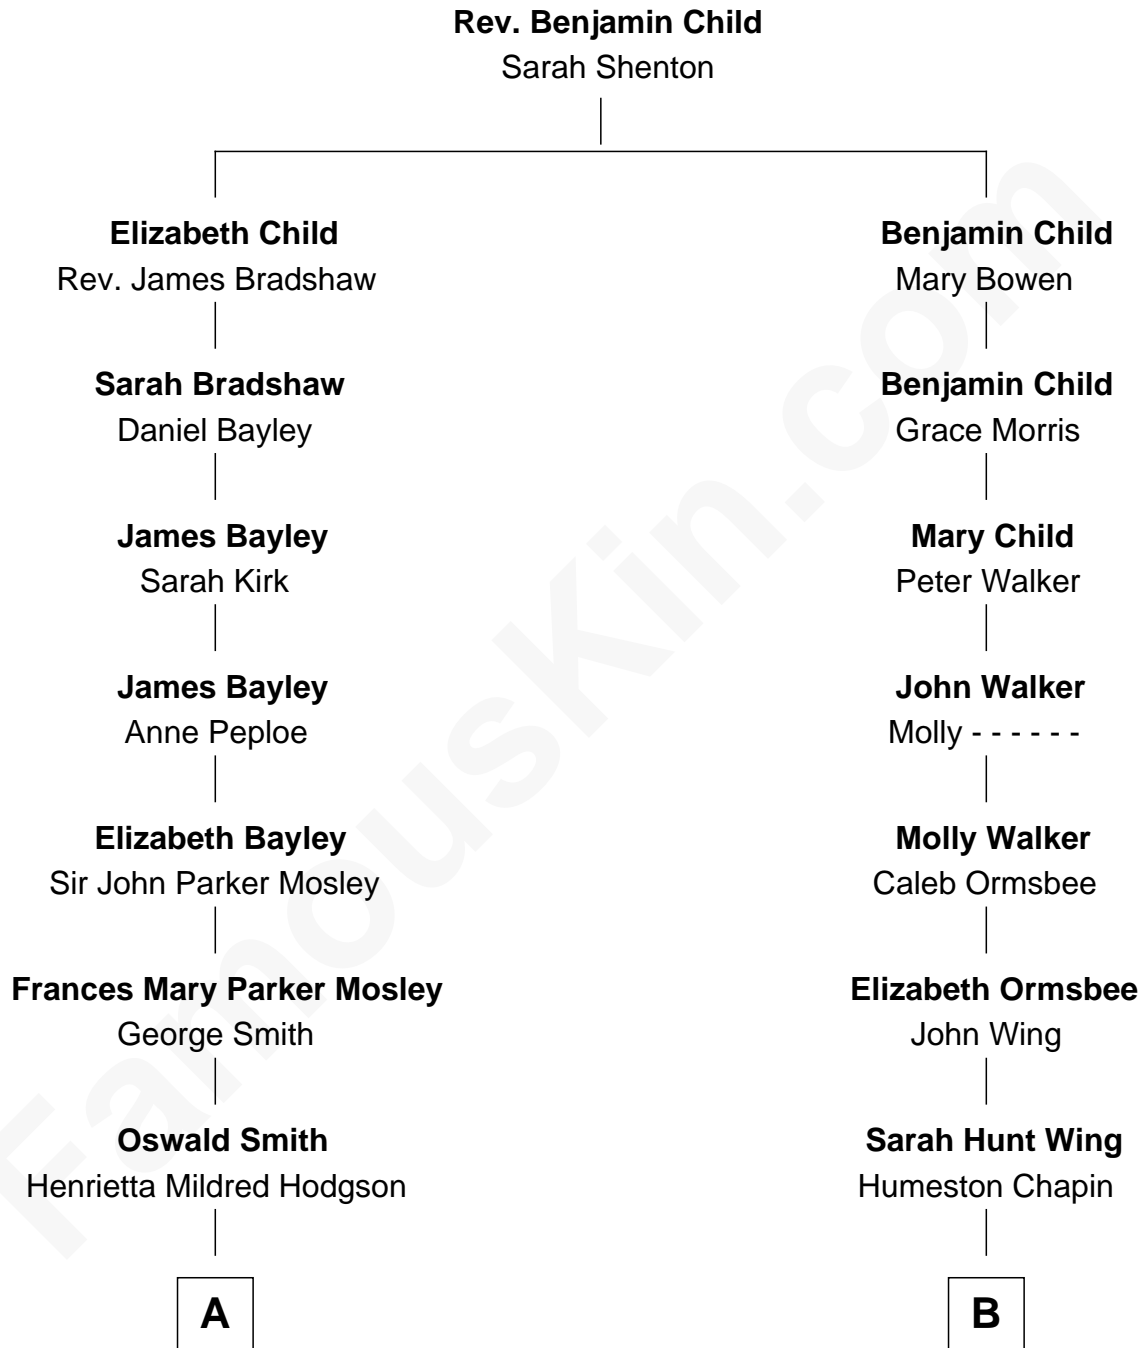 Rev. Benjamin Child
Sarah Shenton
Elizabeth Child
Rev. James Bradshaw
Benjamin Child
Mary Bowen
Sarah Bradshaw
Daniel Bayley
Benjamin Child
Grace Morris
James Bayley
Sarah Kirk
Mary Child
Peter Walker
James Bayley
Anne Peploe
John Walker
Molly - - - - - -
Elizabeth Bayley
Sir John Parker Mosley
Molly Walker
Caleb Ormsbee
Frances Mary Parker Mosley
George Smith
Elizabeth Ormsbee
John Wing
Oswald Smith
Henrietta Mildred Hodgson
Sarah Hunt Wing
Humeston Chapin
A
B
FamousKin.com